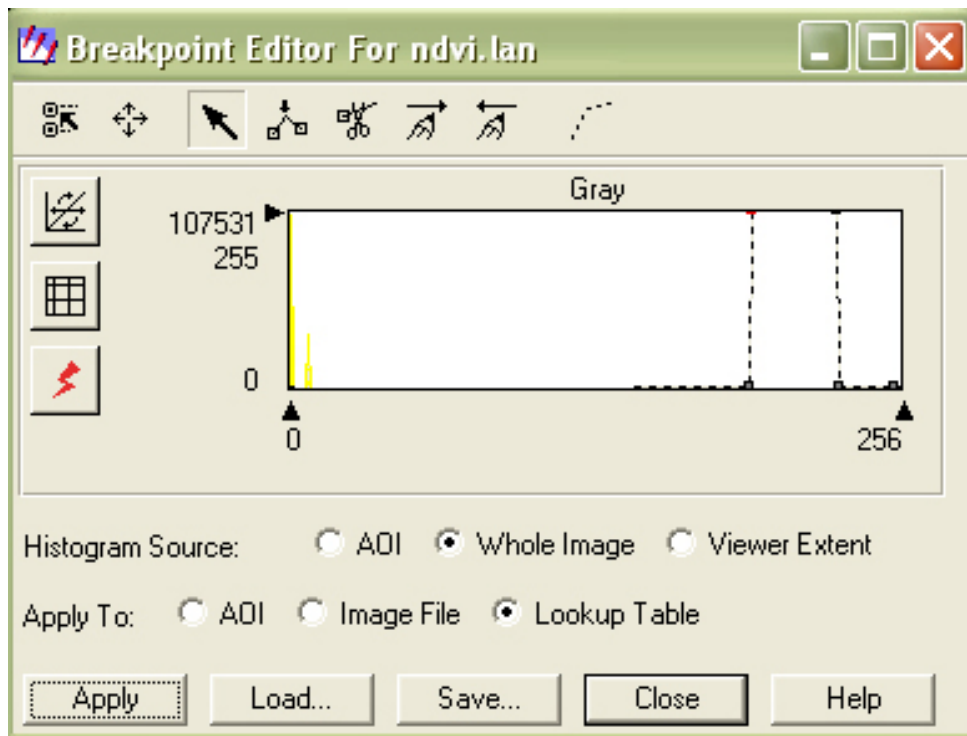 Breakpoint Editor For ndvi.lan
Gray
107531
255
0
0 256
Histogram Source: AOI Whole Image Viewer Extent
Apply To: AOI Image File Lookup Table
Apply Load... Save... Close Help